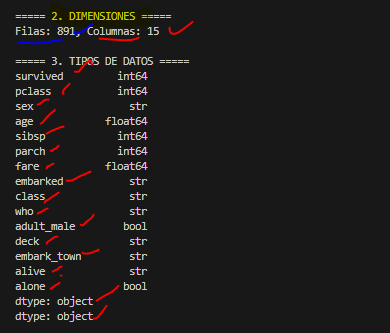 ===== 2. DIMENSIONES =====
Filas: 891, Columnas: 15
===== 3. TIPOS DE DATOS =====
survived int64
pclass int64
sex str
age float64
sibsp int64
parch int64
fare float64
embarked str
class str
who str
adult_male bool
deck str
embark_town str
alive str
alone bool
dtype: object
dtype: object